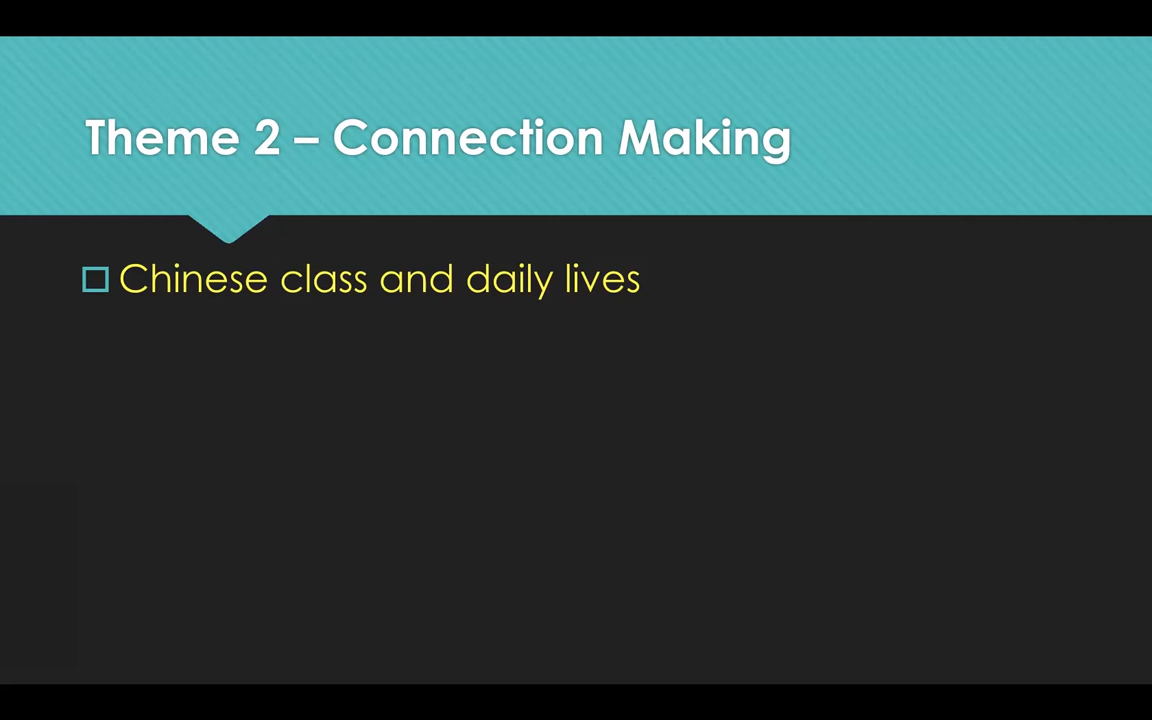 Theme 2 – Connection Making
Chinese class and daily lives